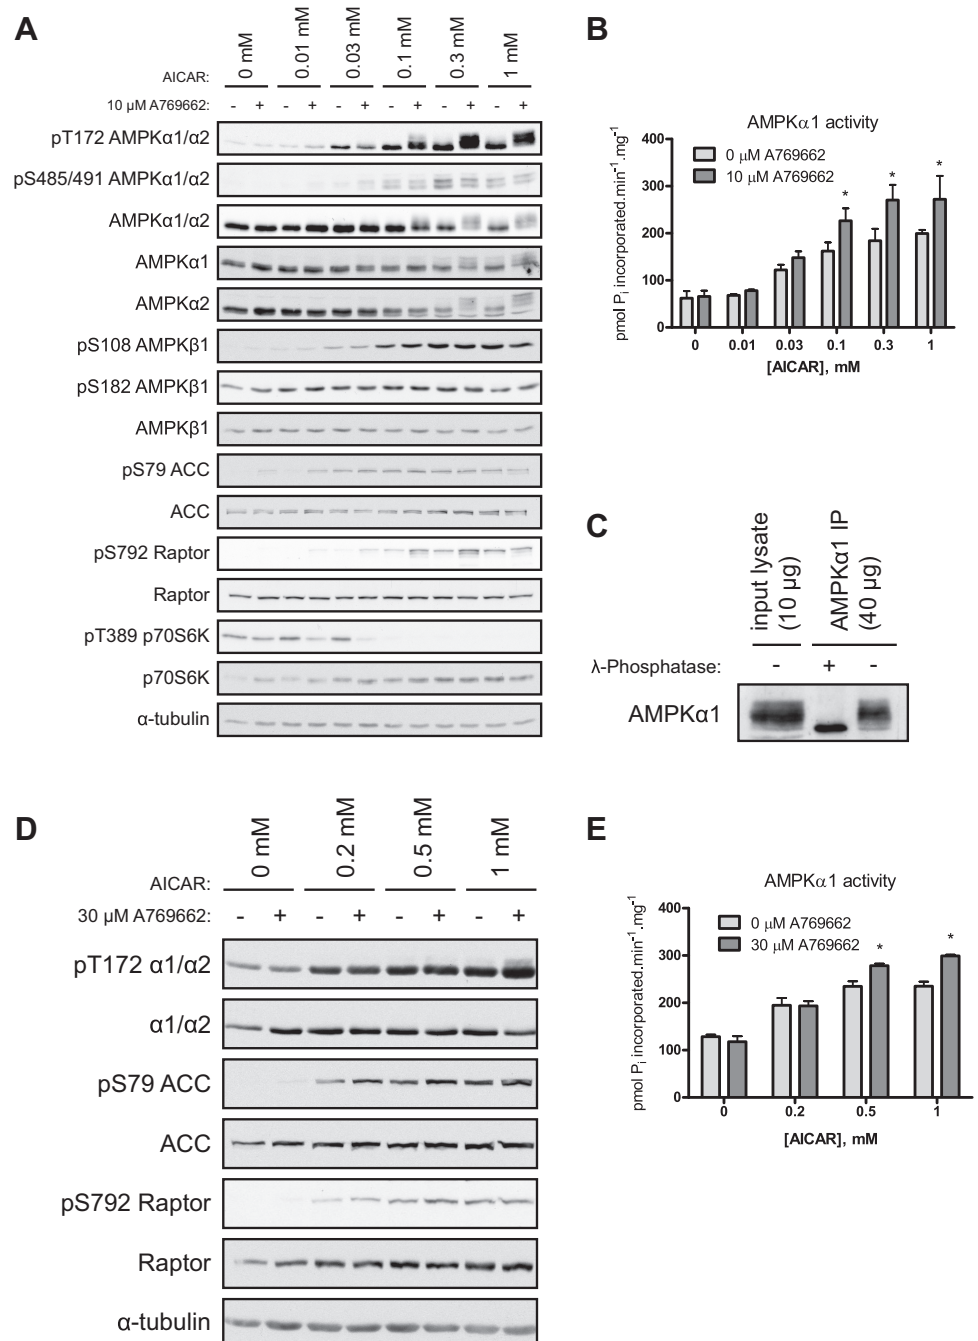 A
AICAR: 0 mM 0.01 mM 0.03 mM 0.1 mM 0.3 mM 1 mM
10 µM A769662: - + - + - + - + - + - +
pT172 AMPKα1/α2
pS485/491 AMPKα1/α2
AMPKα1/α2
AMPKα1
AMPKα2
pS108 AMPKβ1
pS182 AMPKβ1
AMPKβ1
pS79 ACC
ACC
pS792 Raptor
Raptor
pT389 p70S6K
p70S6K
α-tubulin
B
AMPKα1 activity
0 µM A769662
10 µM A769662
pmol Pi incorporated.min-1.mg-1
400
300
200
100
0
* * *
0 0.01 0.03 0.1 0.3 1
[AICAR], mM
C
input lysate (10 µg)
AMPKα1 IP (40 µg)
λ-Phosphatase: - + -
AMPKα1
D
AICAR: 0 mM 0.2 mM 0.5 mM 1 mM
30 µM A769662: - + - + - + - +
pT172 α1/α2
α1/α2
pS79 ACC
ACC
pS792 Raptor
Raptor
α-tubulin
E
AMPKα1 activity
0 µM A769662
30 µM A769662
pmol Pi incorporated.min-1.mg-1
400
300
200
100
0
* *
0 0.2 0.5 1
[AICAR], mM